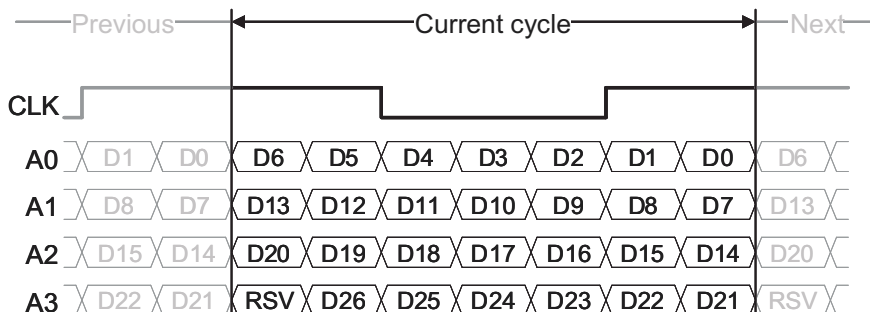 Previous Current cycle Next
CLK
A0 D1 D0 D6 D5 D4 D3 D2 D1 D0 D6
A1 D8 D7 D13 D12 D11 D10 D9 D8 D7 D13
A2 D15 D14 D20 D19 D18 D17 D16 D15 D14 D20
A3 D22 D21 RSV D26 D25 D24 D23 D22 D21 RSV